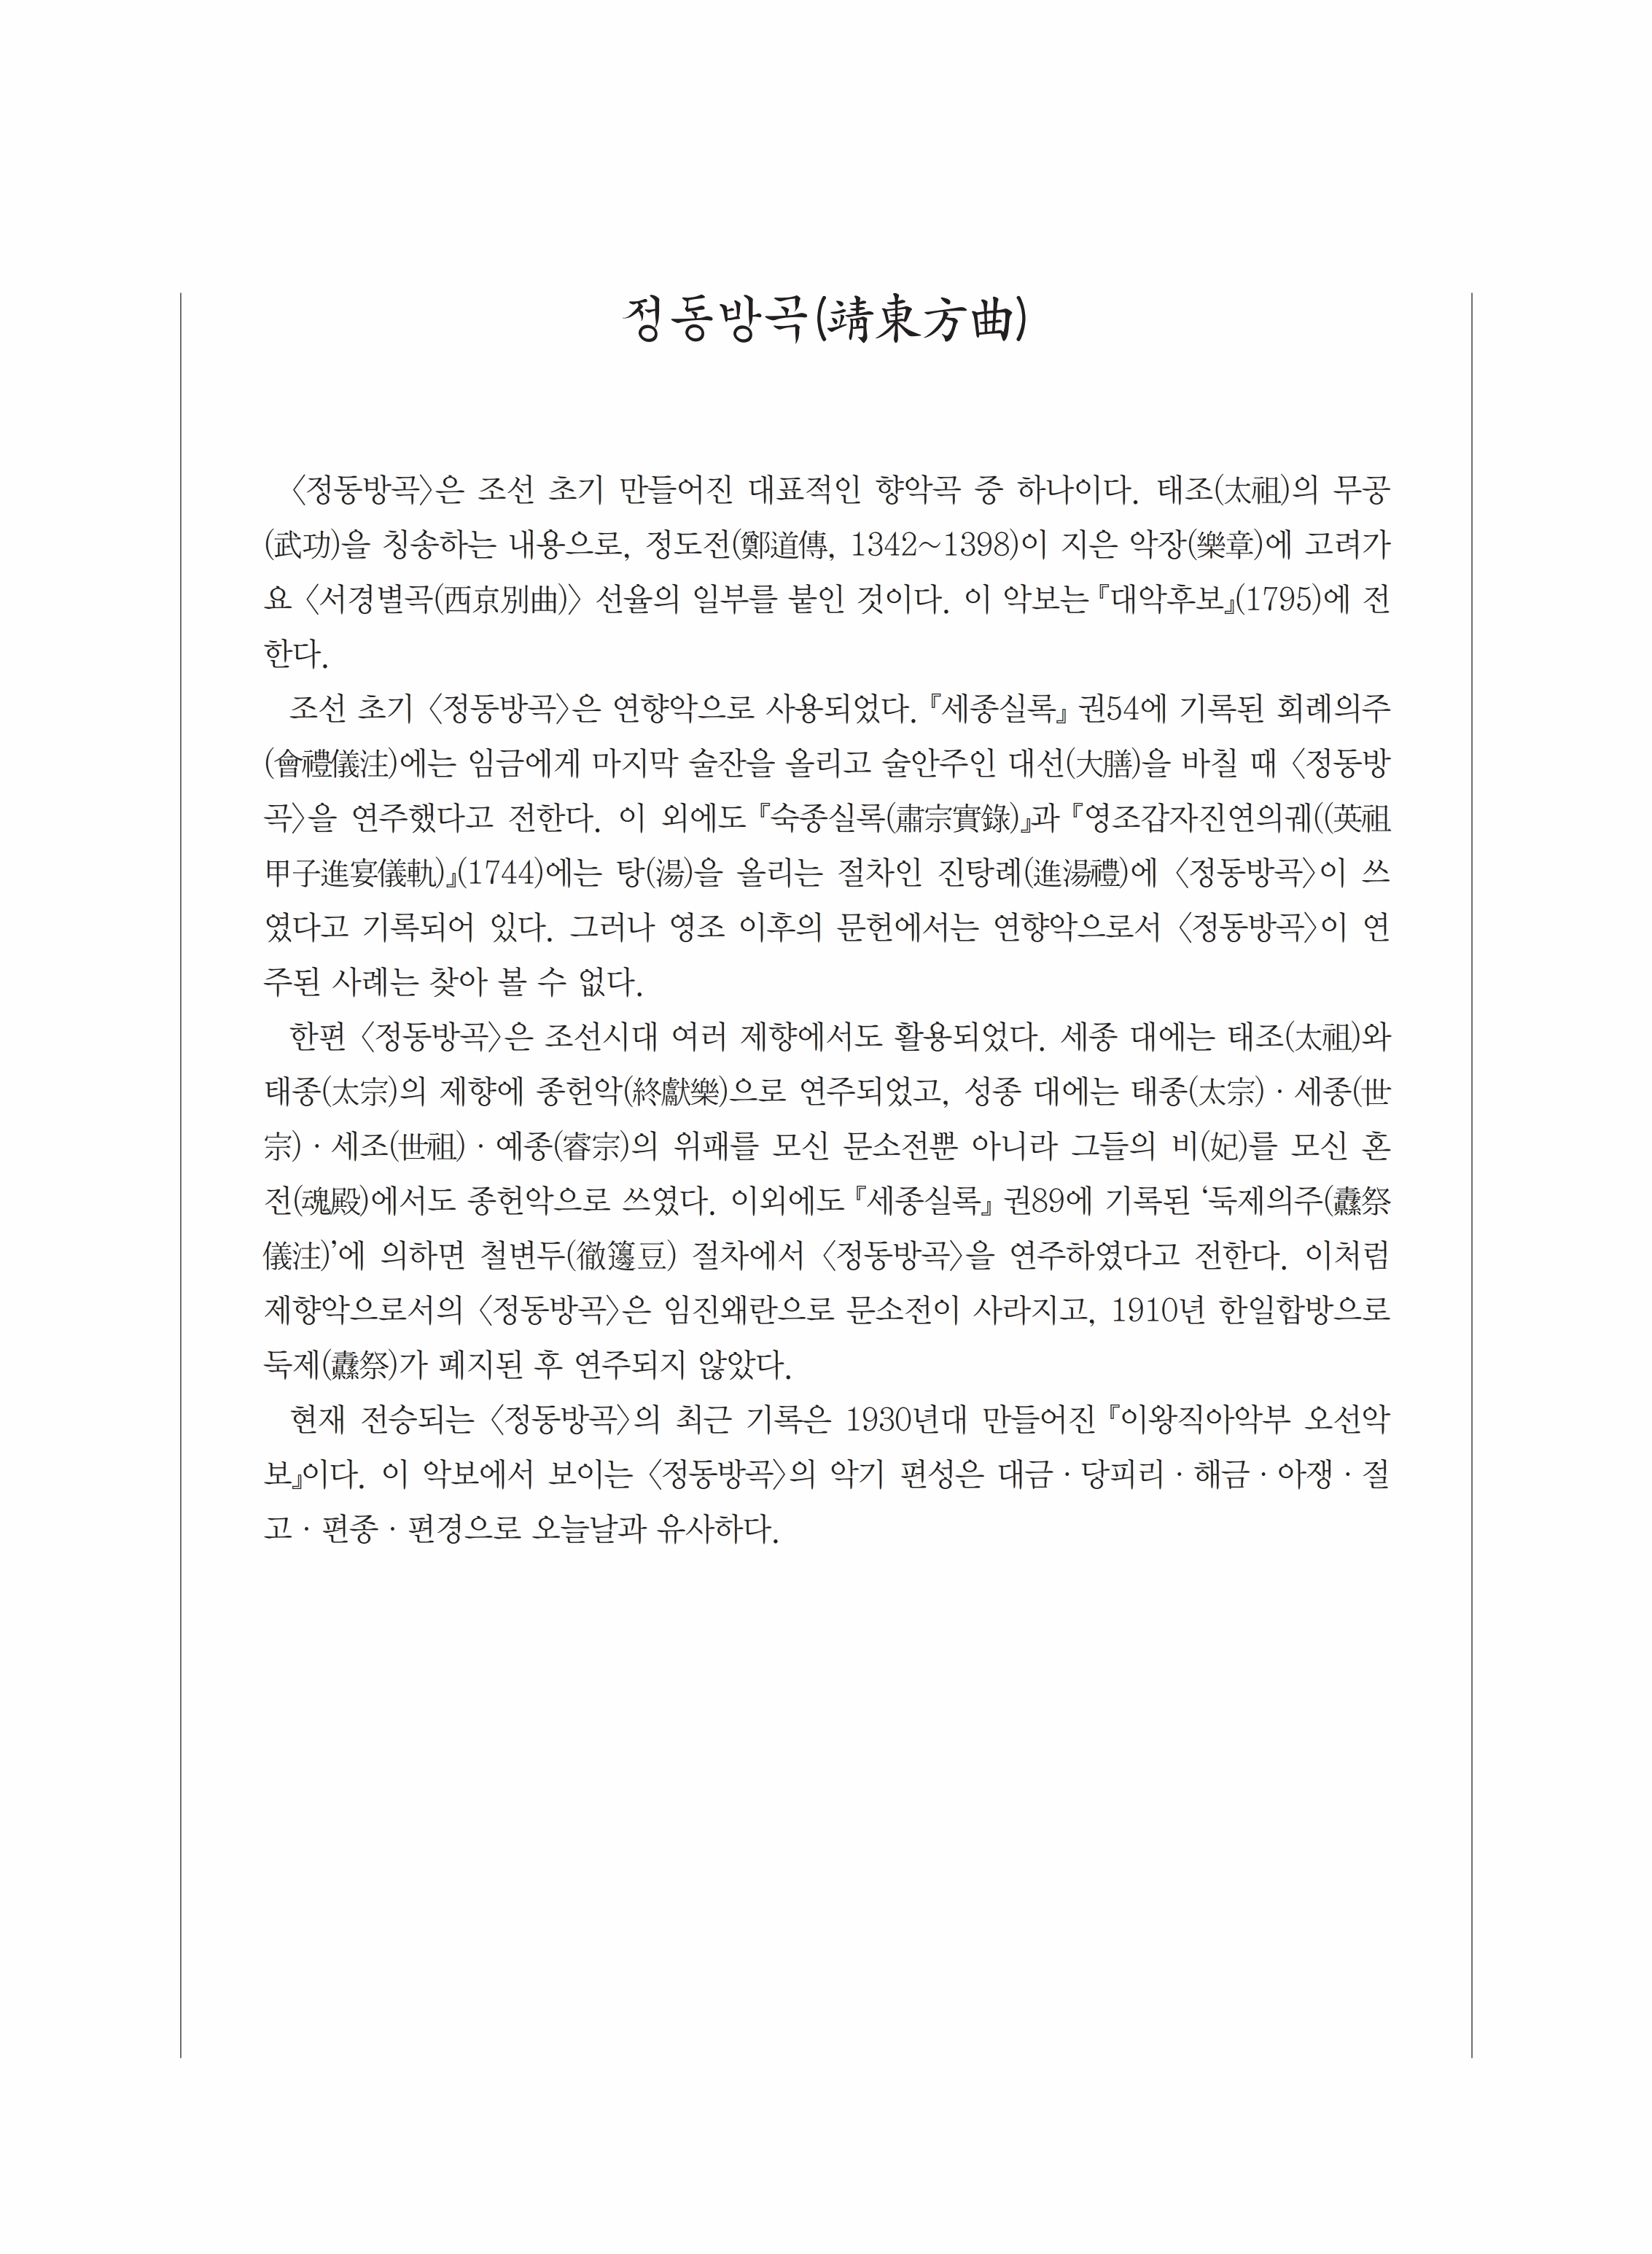 정동방곡(靖東方曲)
〈정동방곡〉은 조선 초기 만들어진 대표적인 향악곡 중 하나이다. 태조(太祖)의 무공
(武功)을 칭송하는 내용으로, 정도전(鄭道傳, 1342~1398)이 지은 악장(樂章)에 고려가
요 〈서경별곡(西京別曲)〉 선율의 일부를 붙인 것이다. 이 악보는 『대악후보』(1795)에 전
한다.
조선 초기 〈정동방곡〉은 연향악으로 사용되었다. 『세종실록』 권54에 기록된 회례의주
(會禮儀注)에는 임금에게 마지막 술잔을 올리고 술안주인 대선(大膳)을 바칠 때 〈정동방
곡〉을 연주했다고 전한다. 이 외에도 『숙종실록(肅宗實錄)』과 『영조갑자진연의궤((英祖
甲子進宴儀軌)』(1744)에는 탕(湯)을 올리는 절차인 진탕례(進湯禮)에 〈정동방곡〉이 쓰
였다고 기록되어 있다. 그러나 영조 이후의 문헌에서는 연향악으로서 〈정동방곡〉이 연
주된 사례는 찾아 볼 수 없다.
한편 〈정동방곡〉은 조선시대 여러 제향에서도 활용되었다. 세종 대에는 태조(太祖)와
태종(太宗)의 제향에 종헌악(終獻樂)으로 연주되었고, 성종 대에는 태종(太宗)·세종(世
宗)·세조(世祖)·예종(睿宗)의 위패를 모신 문소전뿐 아니라 그들의 비(妃)를 모신 혼
전(魂殿)에서도 종헌악으로 쓰였다. 이외에도 『세종실록』 권89에 기록된 ‘둑제의주(纛祭
儀注)’에 의하면 철변두(徹籩豆) 절차에서 〈정동방곡〉을 연주하였다고 전한다. 이처럼
제향악으로서의 〈정동방곡〉은 임진왜란으로 문소전이 사라지고, 1910년 한일합방으로
둑제(纛祭)가 폐지된 후 연주되지 않았다.
현재 전승되는 〈정동방곡〉의 최근 기록은 1930년대 만들어진 『이왕직아악부 오선악
보』이다. 이 악보에서 보이는 〈정동방곡〉의 악기 편성은 대금·당피리·해금·아쟁·절
고·편종·편경으로 오늘날과 유사하다.